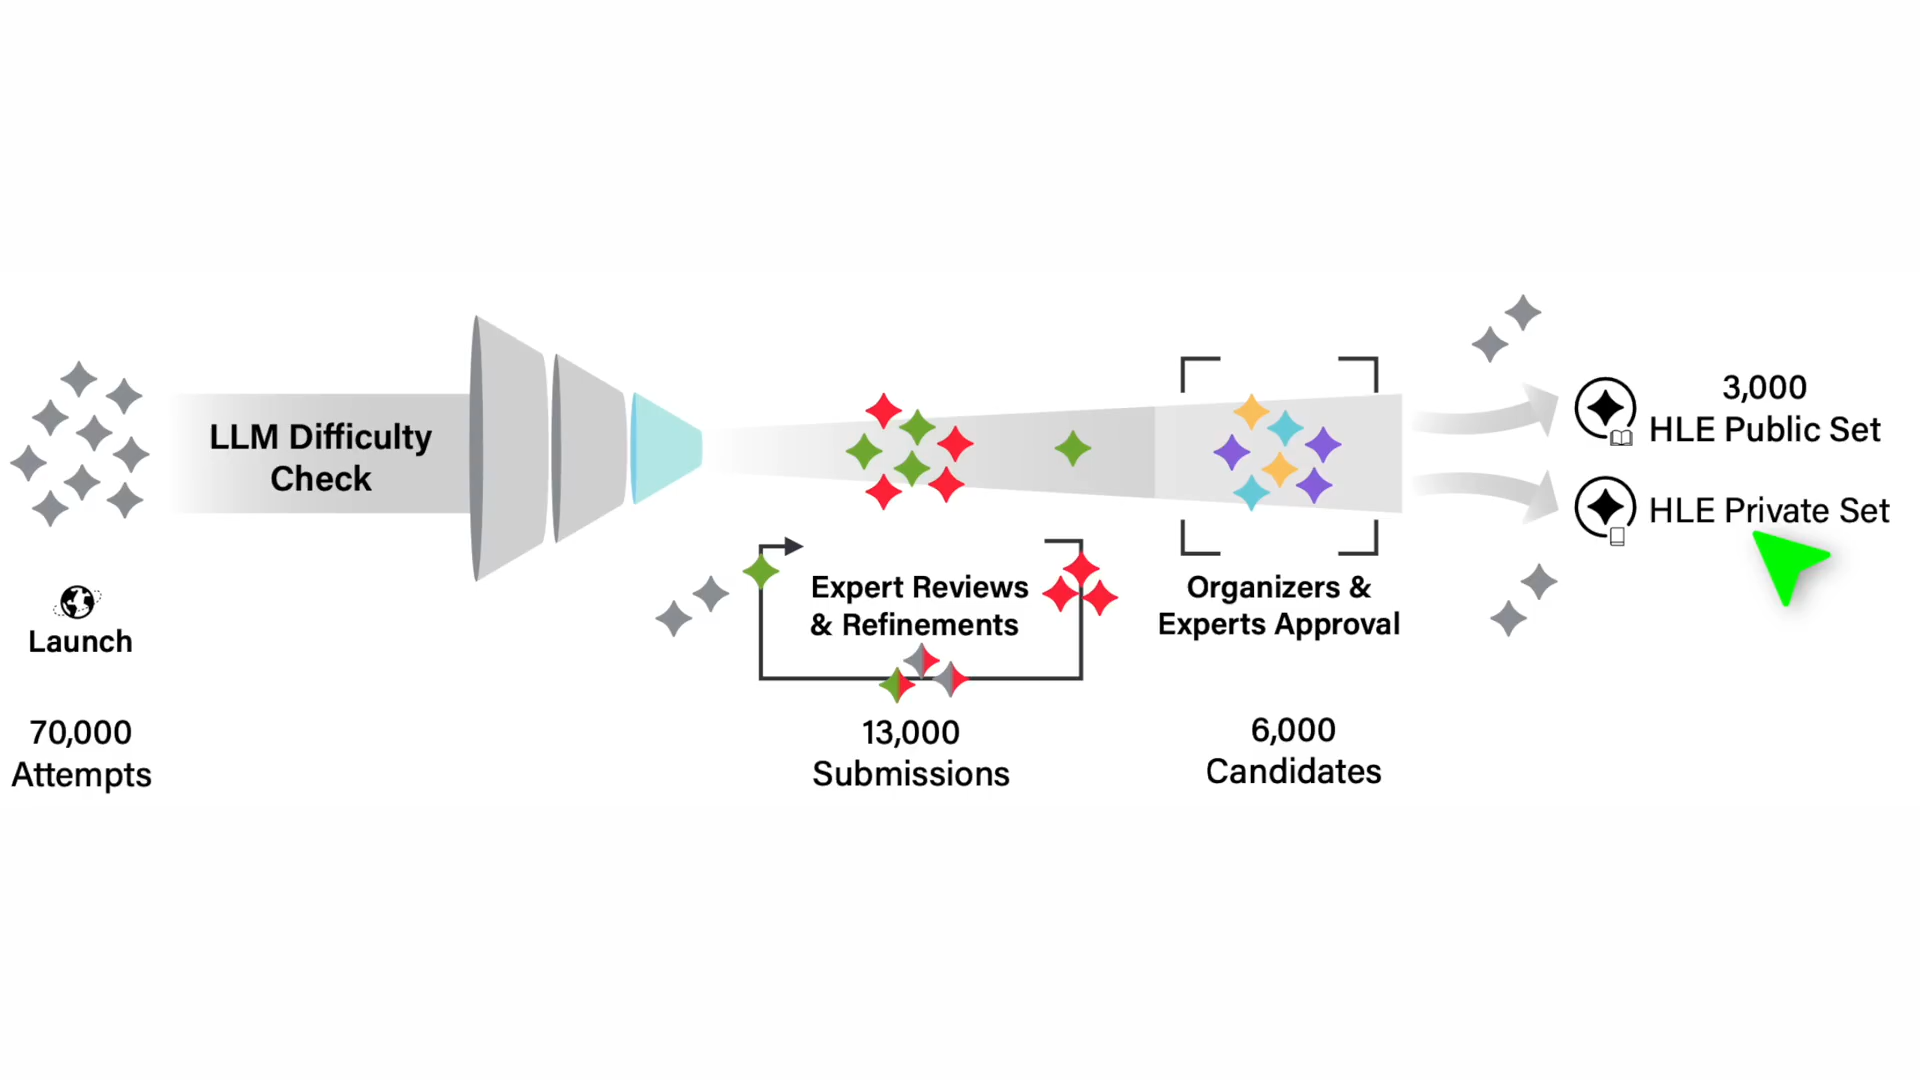 LLM Difficulty
Check
Launch
70,000
Attempts
Expert Reviews
& Refinements
13,000
Submissions
Organizers &
Experts Approval
6,000
Candidates
3,000
HLE Public Set
HLE Private Set